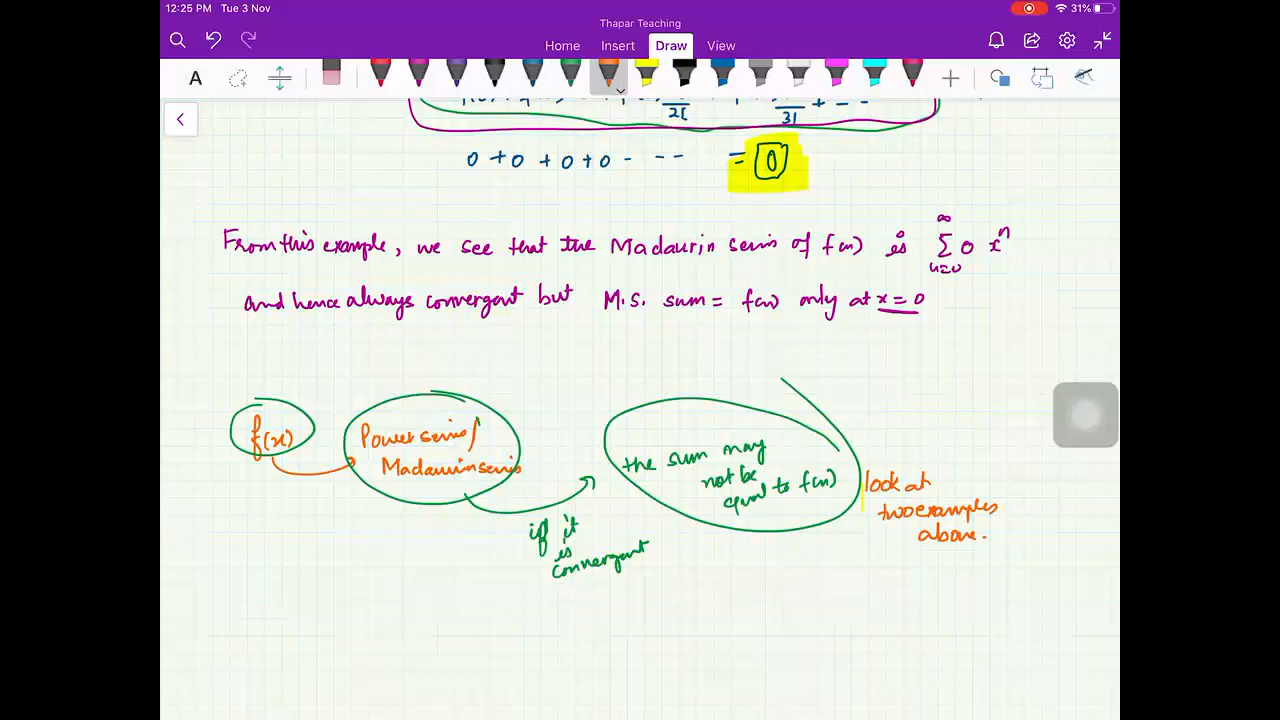 12:25 PM Tue 3 Nov
31%
Thapar Teaching
Home Insert Draw View
A
2! 3! + - -
0 + 0 + 0 + 0 - - - = 0
From this example, we see that the Maclaurin series of f(x) is ∑ n=0 ∞ 0 x^n
and hence always convergent but M.S. sum = f(x) only at x = 0
f(x)
Power series/
Maclaurin series
if it
is
convergent
the sum may
not be
equal to f(x)
look at
two examples
above.